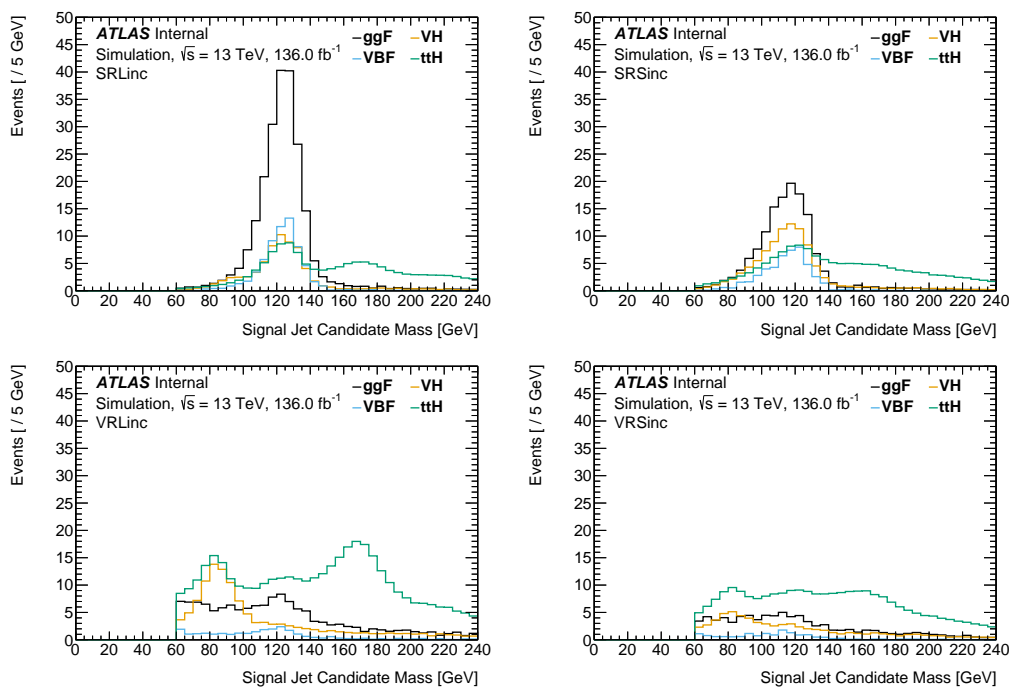 ATLAS Internal
Simulation, √s = 13 TeV, 136.0 fb⁻¹
SRLinc
ggF VH
VBF ttH
Events [ / 5 GeV]
50
45
40
35
30
25
20
15
10
5
0
0 20 40 60 80 100 120 140 160 180 200 220 240
Signal Jet Candidate Mass [GeV]
ATLAS Internal
Simulation, √s = 13 TeV, 136.0 fb⁻¹
SRSinc
ggF VH
VBF ttH
Events [ / 5 GeV]
50
45
40
35
30
25
20
15
10
5
0
0 20 40 60 80 100 120 140 160 180 200 220 240
Signal Jet Candidate Mass [GeV]
ATLAS Internal
Simulation, √s = 13 TeV, 136.0 fb⁻¹
VRLinc
ggF VH
VBF ttH
Events [ / 5 GeV]
50
45
40
35
30
25
20
15
10
5
0
0 20 40 60 80 100 120 140 160 180 200 220 240
Signal Jet Candidate Mass [GeV]
ATLAS Internal
Simulation, √s = 13 TeV, 136.0 fb⁻¹
VRSinc
ggF VH
VBF ttH
Events [ / 5 GeV]
50
45
40
35
30
25
20
15
10
5
0
0 20 40 60 80 100 120 140 160 180 200 220 240
Signal Jet Candidate Mass [GeV]